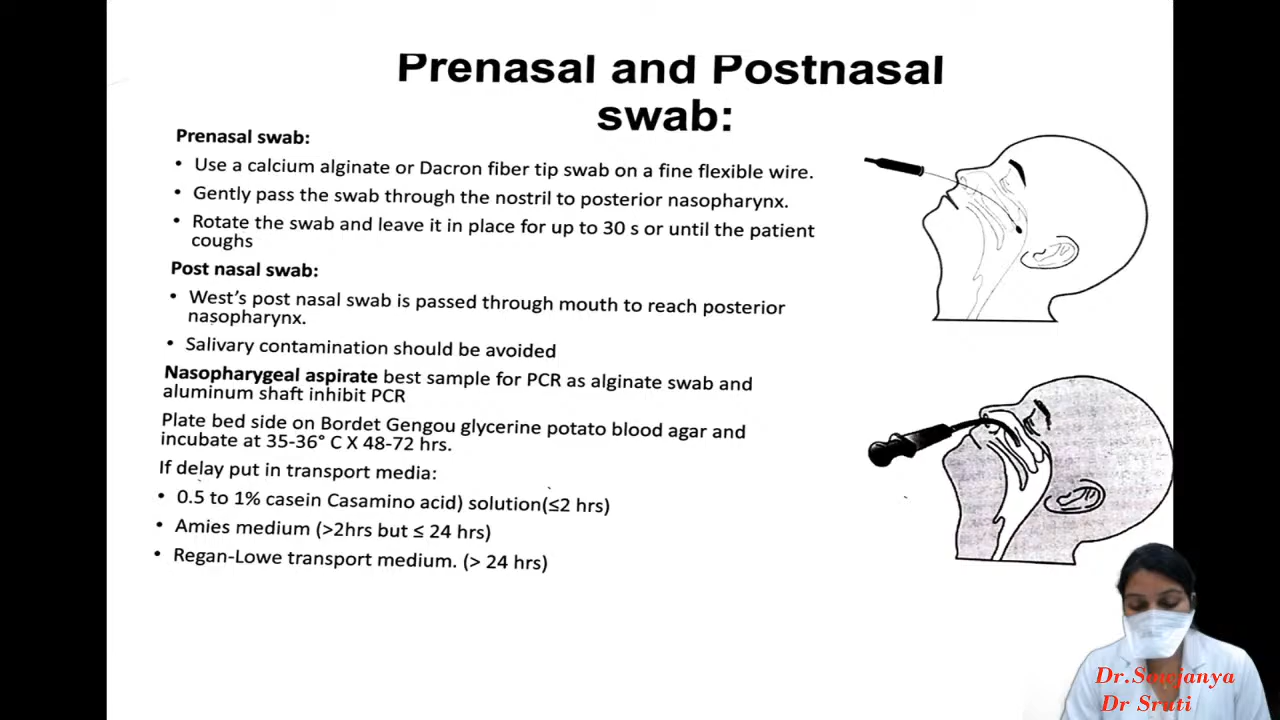 Prenasal and Postnasal
swab:
Prenasal swab:
• Use a calcium alginate or Dacron fiber tip swab on a fine flexible wire.
• Gently pass the swab through the nostril to posterior nasopharynx.
• Rotate the swab and leave it in place for up to 30 s or until the patient
coughs
Post nasal swab:
• West's post nasal swab is passed through mouth to reach posterior
nasopharynx.
• Salivary contamination should be avoided
Nasopharygeal aspirate best sample for PCR as alginate swab and
aluminum shaft inhibit PCR
Plate bed side on Bordet Gengou glycerine potato blood agar and
incubate at 35-36° C X 48-72 hrs.
If delay put in transport media:
• 0.5 to 1% casein Casamino acid) solution(≤2 hrs)
• Amies medium (>2hrs but ≤ 24 hrs)
• Regan-Lowe transport medium. (> 24 hrs)
Dr.Sowjanya
Dr Sruti